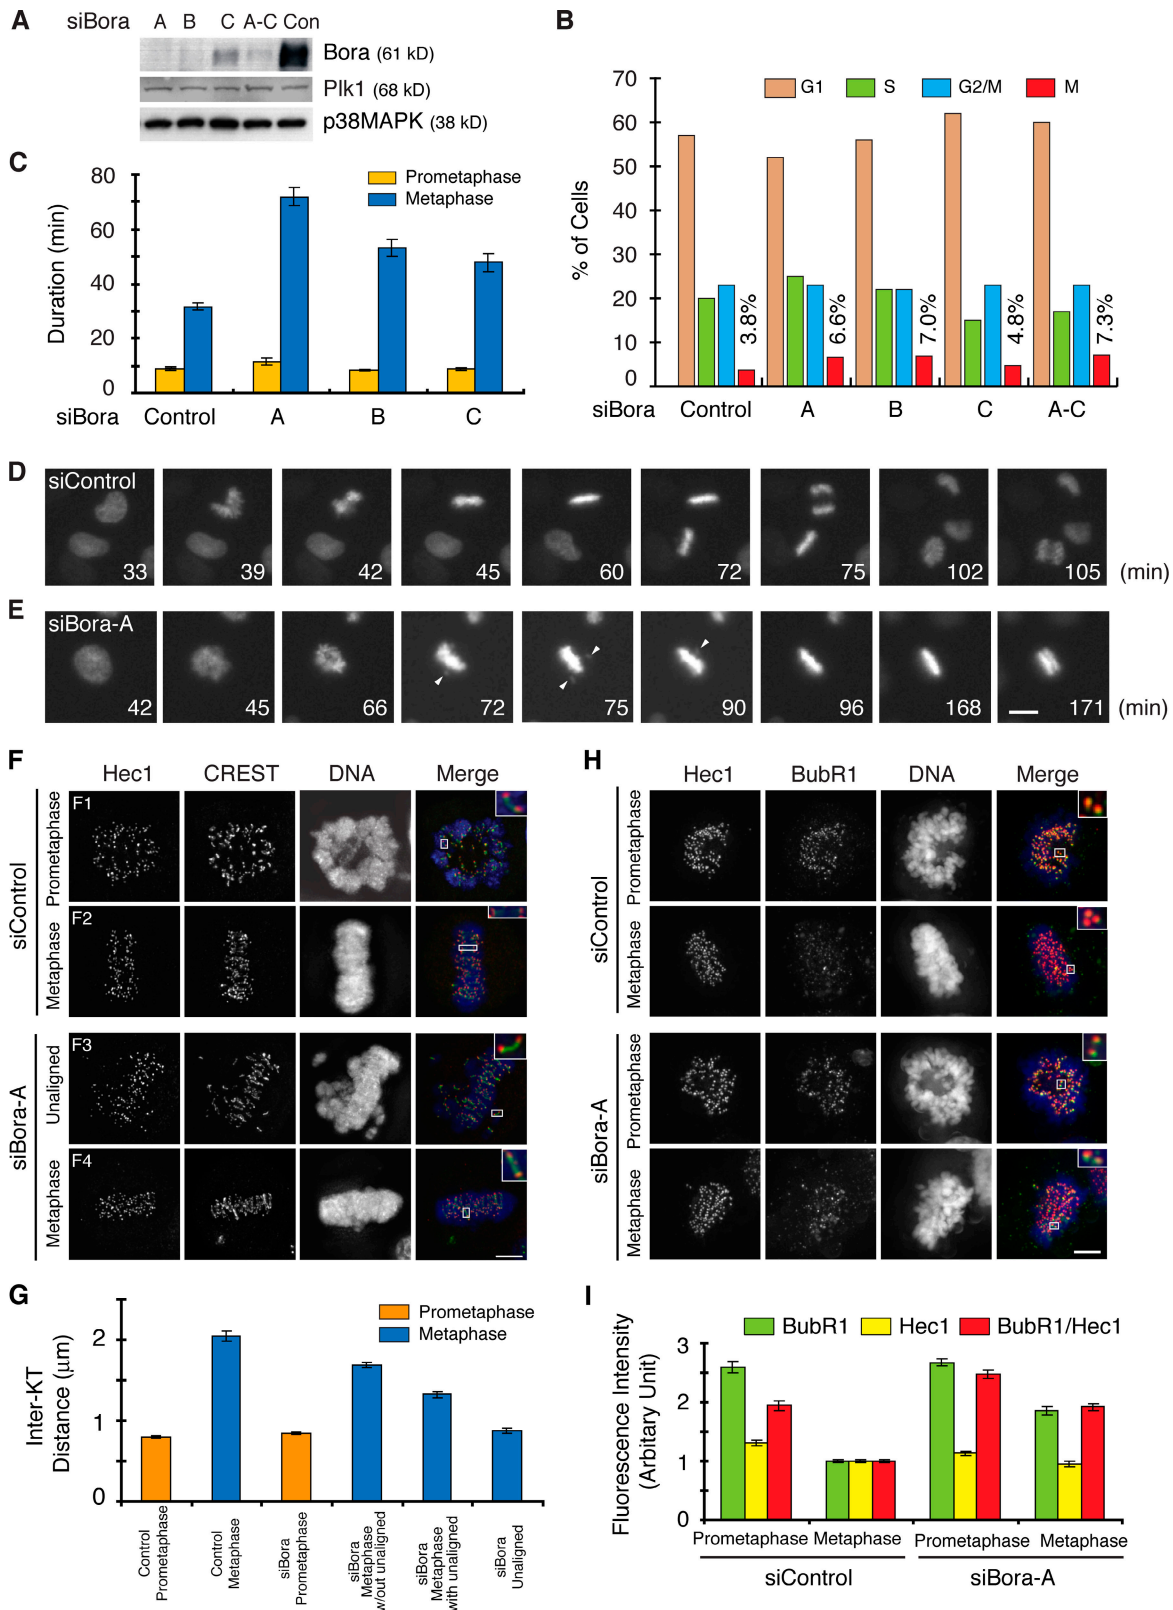 A
siBora A B C A-C Con
Bora (61 kD)
Plk1 (68 kD)
p38MAPK (38 kD)
B
70
60
50
40
30
20
10
0
% of Cells
G1 S G2/M M
3.8%
6.6%
7.0%
4.8%
7.3%
siBora Control A B C A-C
C
80
60
40
20
0
Duration (min)
Prometaphase
Metaphase
siBora Control A B C
D
siControl
33 39 42 45 60 72 75 102 105 (min)
E
siBora-A
42 45 66 72 75 90 96 168 171 (min)
F
Hec1 CREST DNA Merge
siControl
Prometaphase
F1
Metaphase
F2
siBora-A
Unaligned
F3
Metaphase
F4
H
Hec1 BubR1 DNA Merge
siControl
Prometaphase
Metaphase
siBora-A
Prometaphase
Metaphase
G
2
1
0
Inter-KT
Distance (μm)
Prometaphase
Metaphase
Control
Prometaphase
Control
Metaphase
siBora
Prometaphase
siBora
Metaphase
w/out unaligned
siBora
Metaphase
with unaligned
siBora
Unaligned
I
BubR1 Hec1 BubR1/Hec1
3
2
1
0
Fluorescence Intensity
(Arbitary Unit)
Prometaphase Metaphase Prometaphase Metaphase
siControl siBora-A